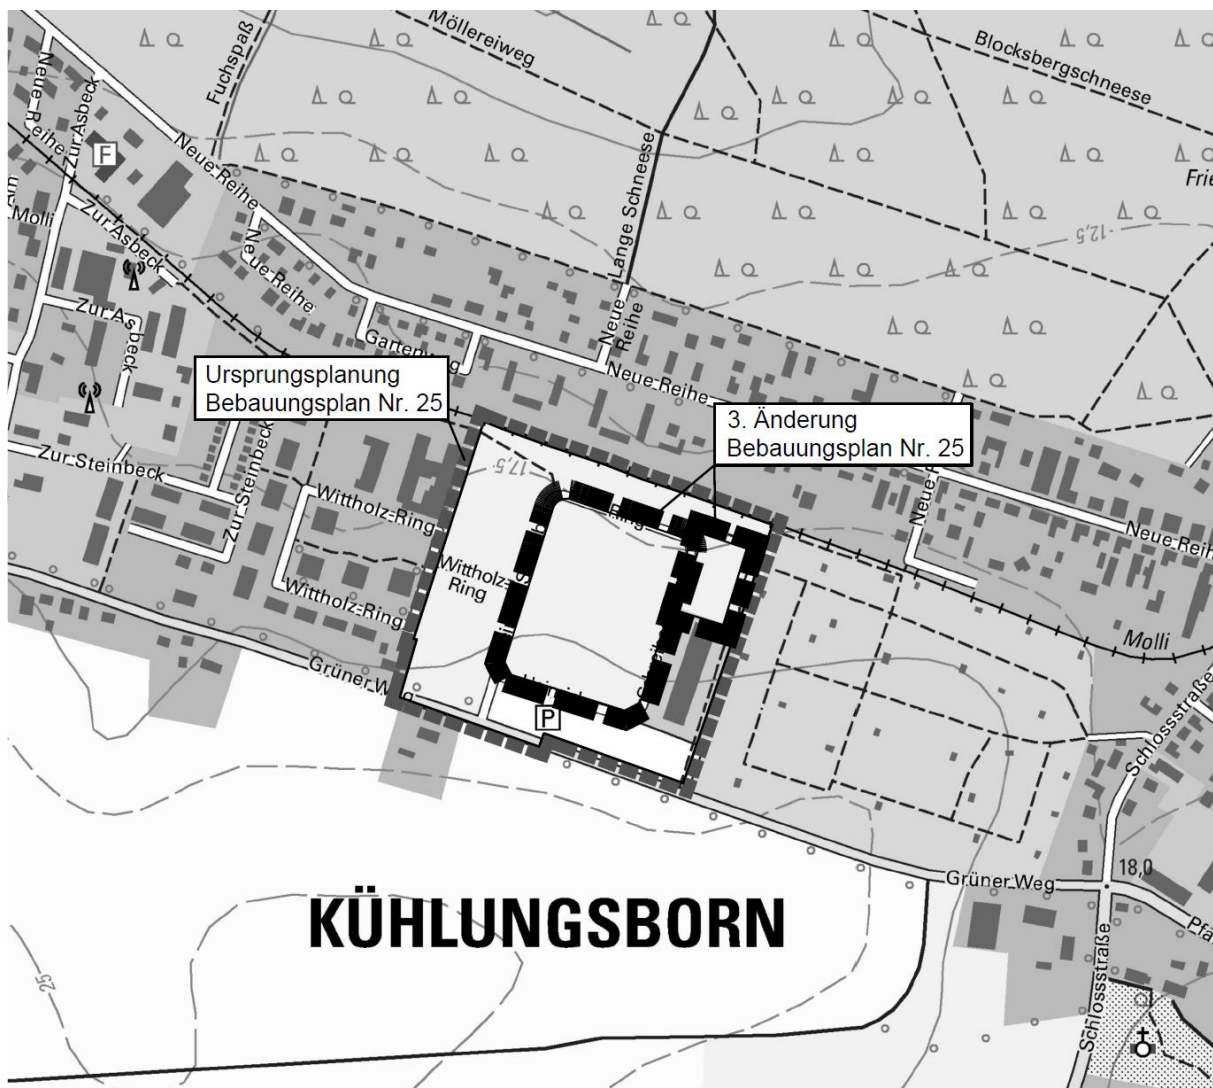 Möllereiweg
Blocksbergschneese
Fuchspaß
Neue Reihe
Zur Asbeck
F
Neue Reihe
Lange Schneese
Frie
12,5
Molli
Zur Asbeck
Neue Reihe
Zur Asbeck
Neue
Reihe
Gartenweg
Neue Reihe
Ursprungsplanung
Bebauungsplan Nr. 25
3. Änderung
Bebauungsplan Nr. 25
17,5
Zur Steinbeck
Zur Steinbeck
Wittholz-Ring
Ring
Neue Reihe
Wittholz-
Ring
Wittholz-Ring
Molli
Grüner Weg
P
Schlossstraße
Grüner Weg
18,0
KÜHLUNGSBORN
25
Schlossstraße